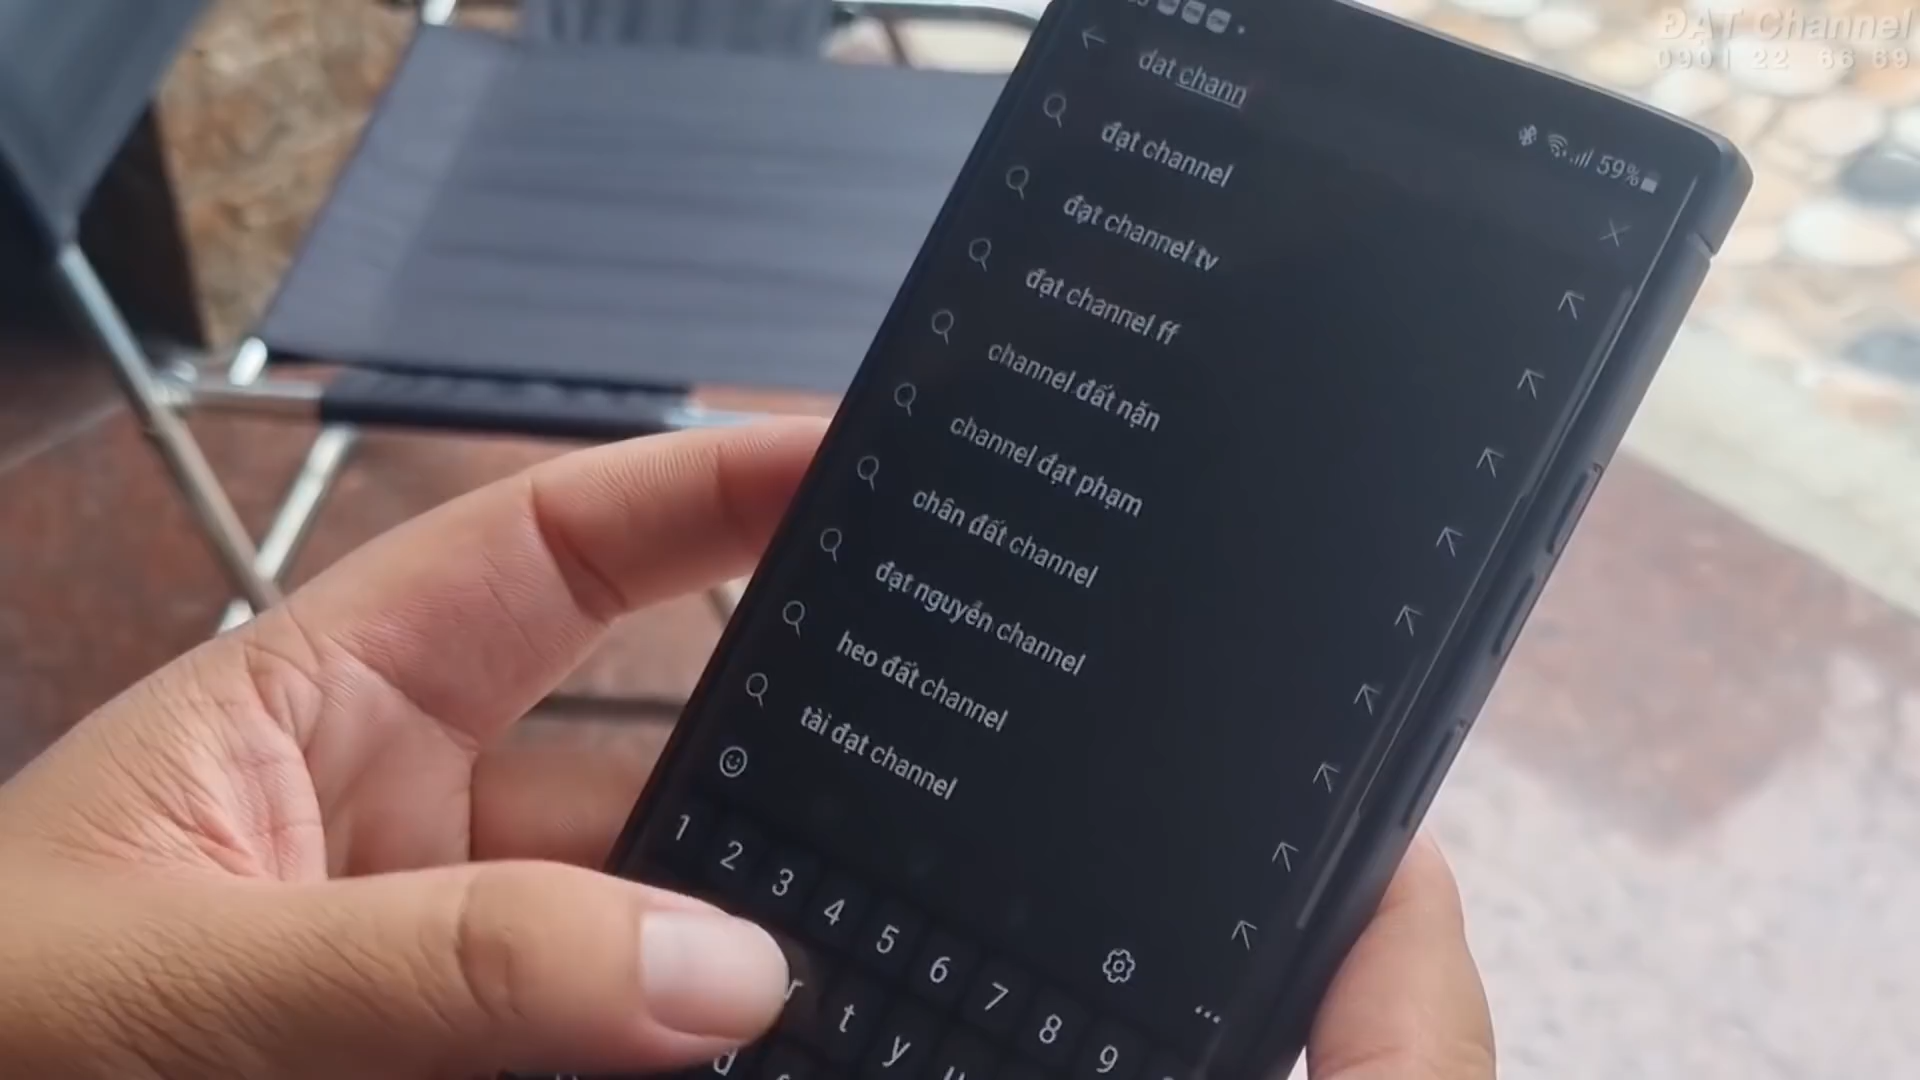 ĐẠT Channel
0901 22 66 69
dat chann
59%
đạt channel
đạt channel tv
đạt channel ff
channel đất nặn
channel đạt phạm
chân đất channel
đạt nguyễn channel
heo đất channel
tài đạt channel
1 2 3 4 5 6 7 8 9
r t y
d